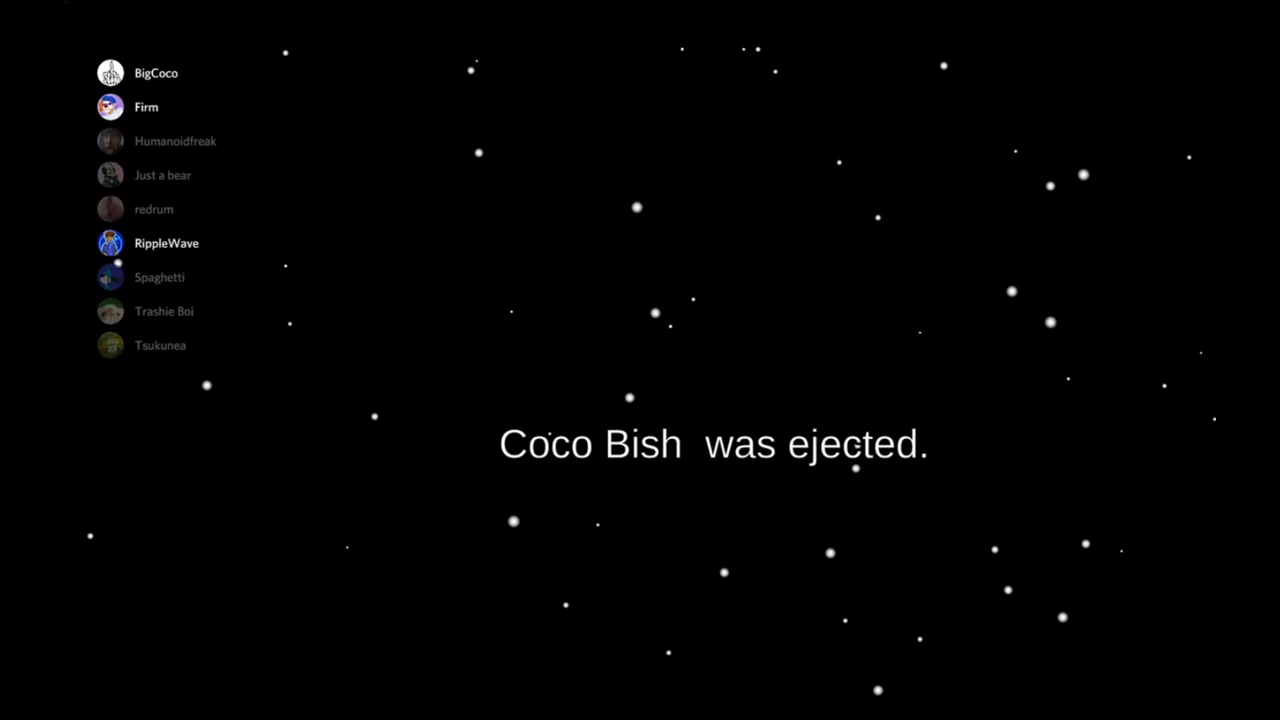 BigCoco
Firm
Humanoidfreak
Just a bear
redrum
RippleWave
Spaghetti
Trashie Boi
Tsukunea
Coco Bish  was ejected.